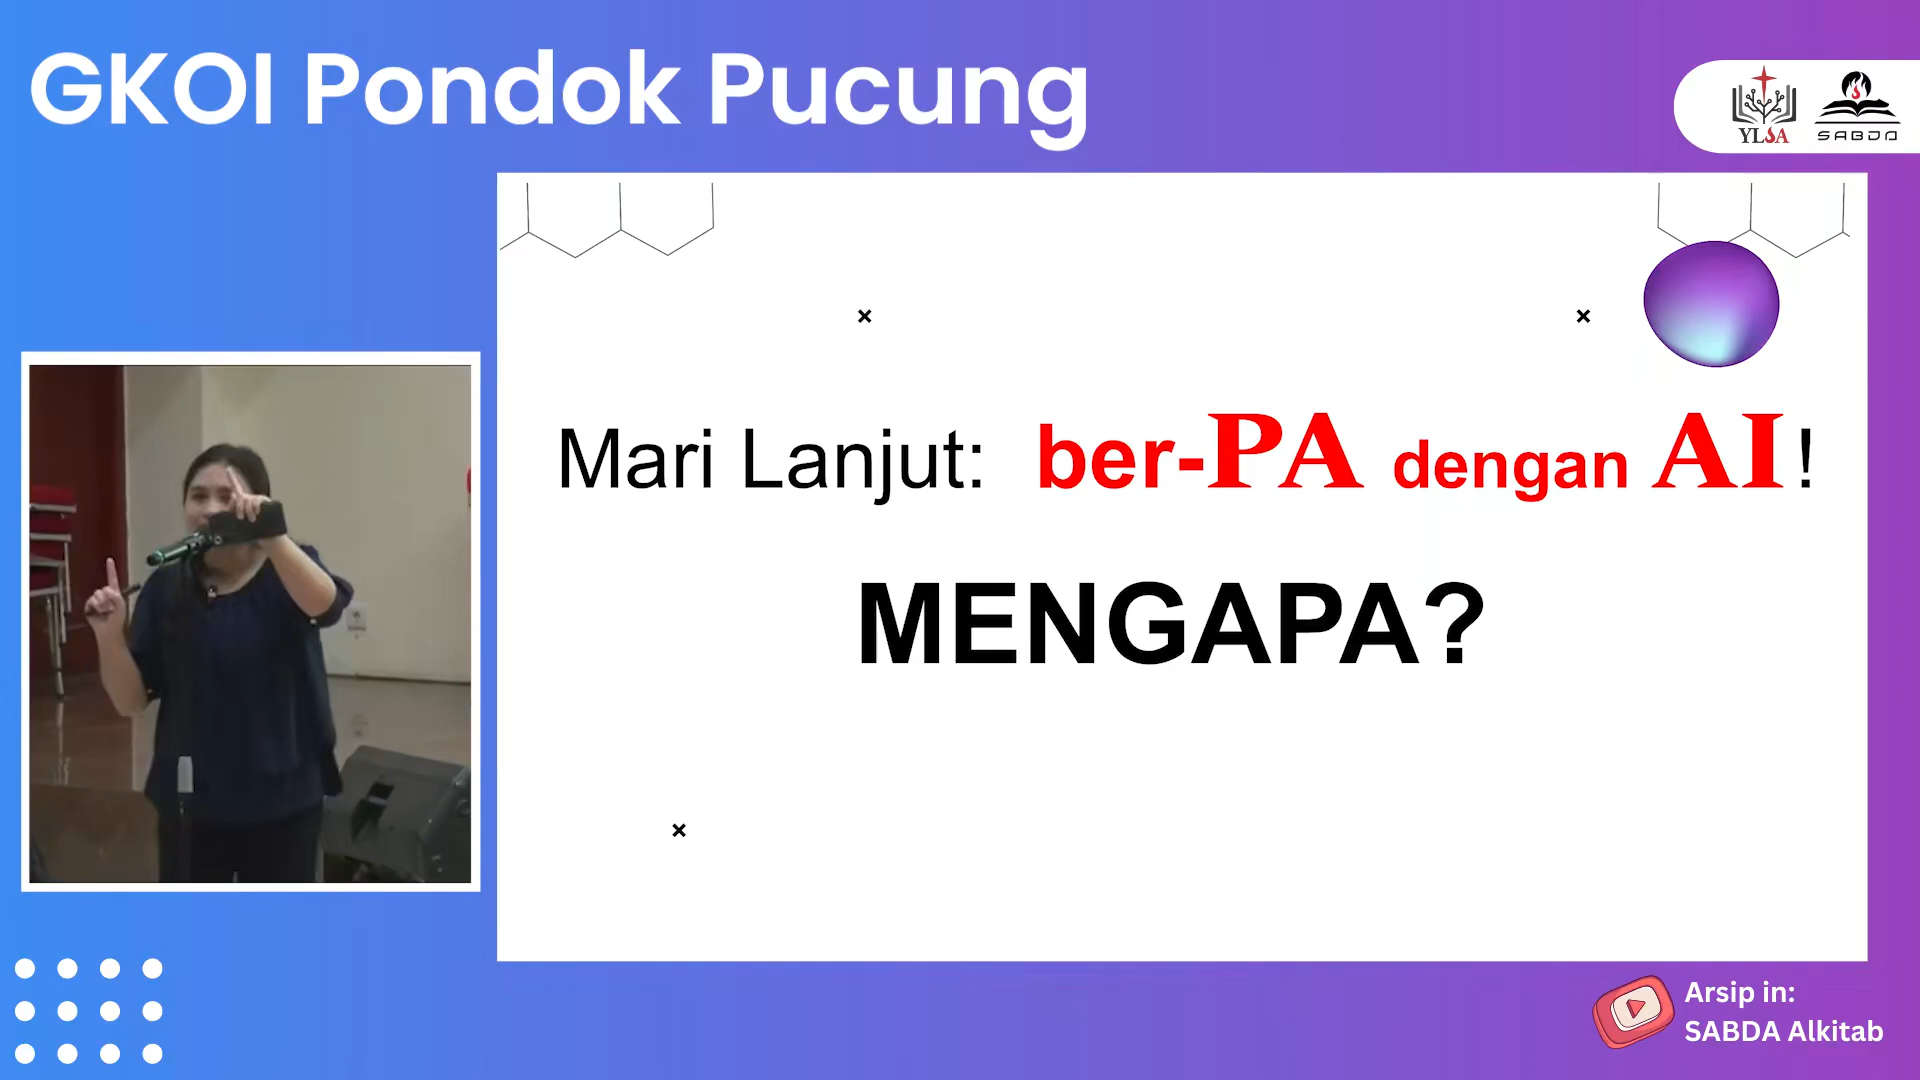 GKOI Pondok Pucung
YLSA
SABDA
Mari Lanjut: ber-PA dengan AI!
MENGAPA?
Arsip in:
SABDA Alkitab